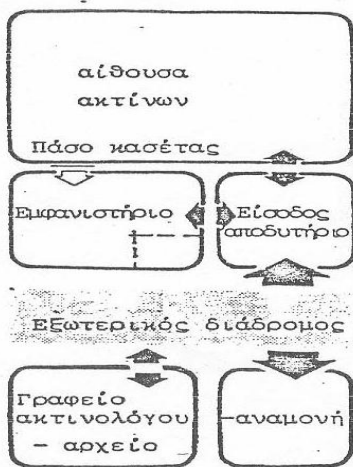 αίθουσα
ακτίνων
Πάσο κασέτας
Εμφανιστήριο
Είσοδος
αποδυτήριο
Εξωτερικός διάδρομος
Γραφείο
ακτινολόγου
– αρχείο
–αναμονή